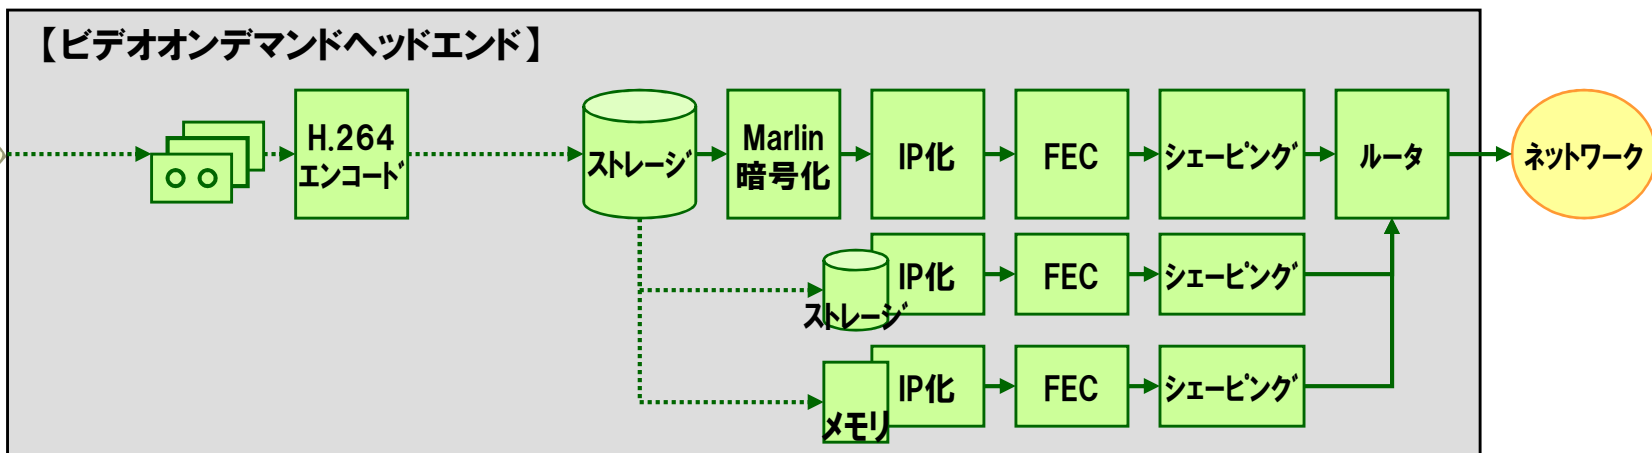 【ビデオオンデマンドヘッドエンド】
H.264
エンコード
ストレージ
Marlin
暗号化
IP化
FEC
シェーピング
ルータ
ネットワーク
ストレージ
IP化
FEC
シェーピング
メモリ
IP化
FEC
シェーピング